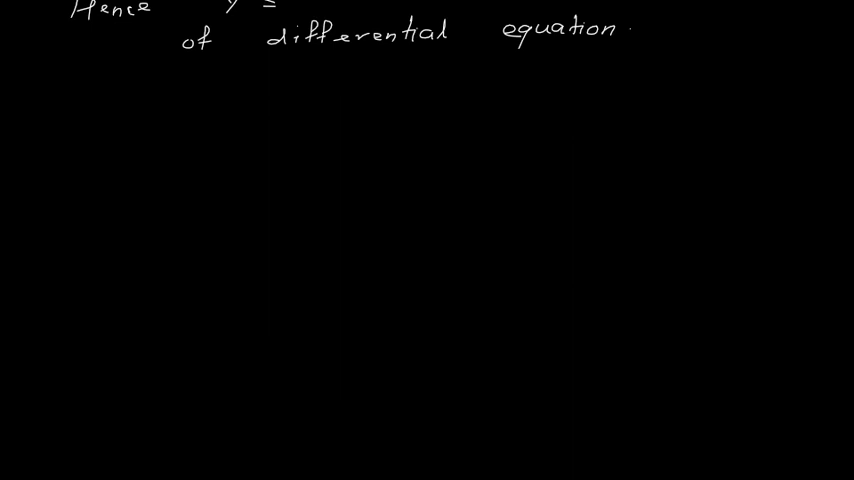 Hence y =
of differential equation.